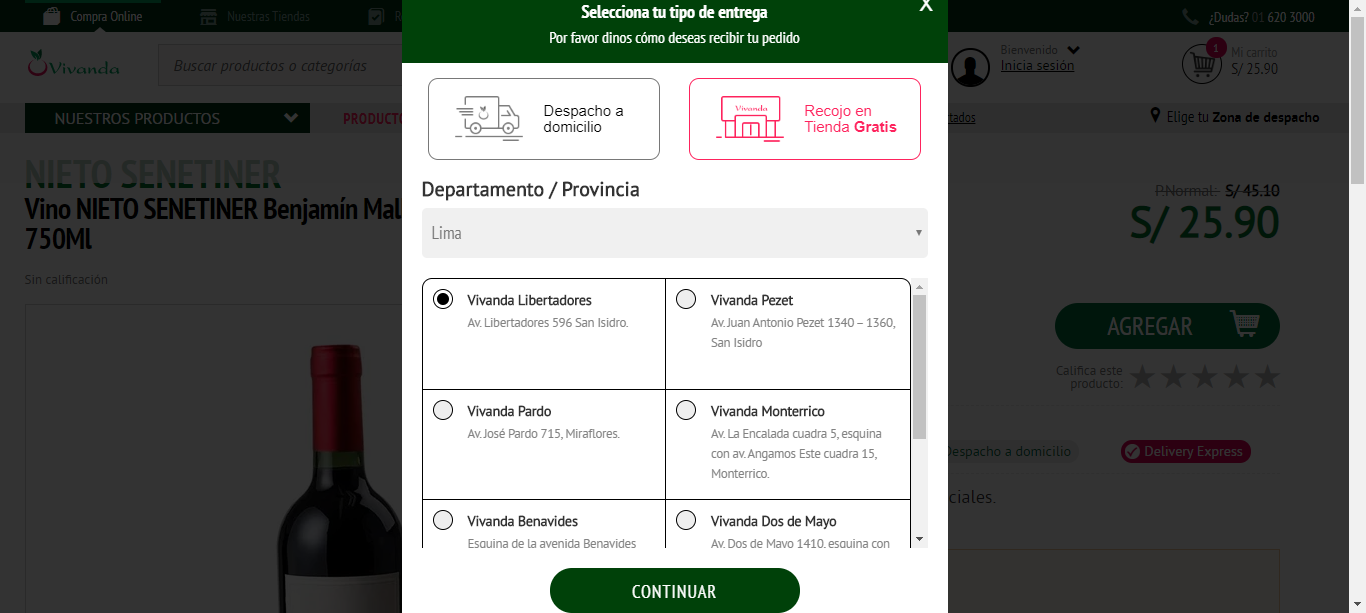 Compra Online
Nuestras Tiendas
R
Selecciona tu tipo de entrega
X
¿Dudas? 01 620 3000
Por favor dinos cómo deseas recibir tu pedido
Vivanda
Buscar productos o categorías
Bienvenido
Inicia sesión
1
Mi carrito
S/ 25.90
Despacho a
domicilio
Vivanda
Recojo en
Tienda Gratis
NUESTROS PRODUCTOS
PRODUCTO
tados
Elige tu Zona de despacho
NIETO SENETINER
Vino NIETO SENETINER Benjamín Mal
750Ml
Sin calificación
Departamento / Provincia
Lima
P.Normal: S/ 45.10
S/ 25.90
Vivanda Libertadores
Av. Libertadores 596 San Isidro.
Vivanda Pezet
Av. Juan Antonio Pezet 1340 – 1360,
San Isidro
AGREGAR
Califica este
producto:
Vivanda Pardo
Av. José Pardo 715, Miraflores.
Vivanda Monterrico
Av. La Encalada cuadra 5, esquina
con av. Angamos Este cuadra 15,
Monterrico.
Despacho a domicilio
Delivery Express
ciales.
Vivanda Benavides
Esquina de la avenida Benavides
Vivanda Dos de Mayo
Av. Dos de Mayo 1410, esquina con
CONTINUAR